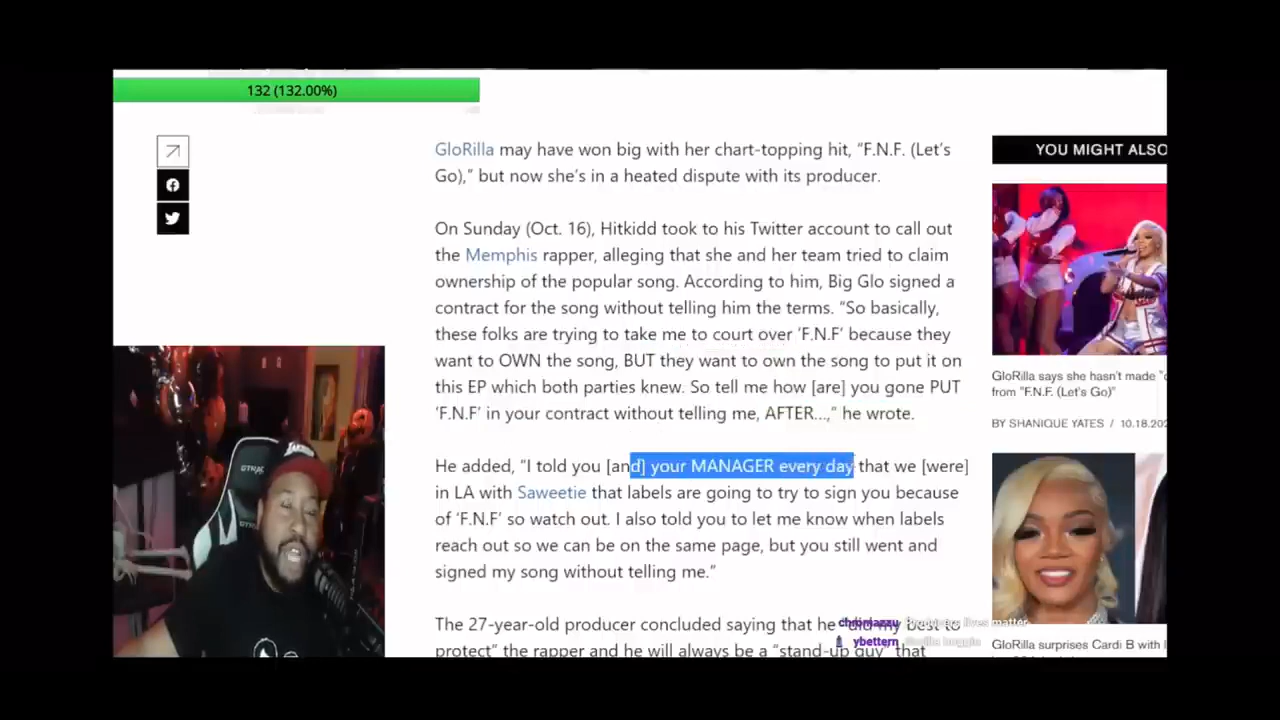 132 (132.00%)
GloRilla may have won big with her chart-topping hit, “F.N.F. (Let’s
Go),” but now she’s in a heated dispute with its producer.
On Sunday (Oct. 16), Hitkidd took to his Twitter account to call out
the Memphis rapper, alleging that she and her team tried to claim
ownership of the popular song. According to him, Big Glo signed a
contract for the song without telling him the terms. “So basically,
these folks are trying to take me to court over ‘F.N.F’ because they
want to OWN the song, BUT they want to own the song to put it on
this EP which both parties knew. So tell me how [are] you gone PUT
‘F.N.F’ in your contract without telling me, AFTER…,” he wrote.
He added, “I told you [and] your MANAGER every day that we [were]
in LA with Saweetie that labels are going to try to sign you because
of ‘F.N.F’ so watch out. I also told you to let me know when labels
reach out so we can be on the same page, but you still went and
signed my song without telling me.”
The 27-year-old producer concluded saying that he “did my best to
protect” the rapper and he will always be a “stand-up guy” that
YOU MIGHT ALSO
GloRilla says she hasn't made
from "F.N.F. (Let's Go)"
BY SHANIQUE YATES / 10.18.202
GloRilla surprises Cardi B with
ybettern
lives matter